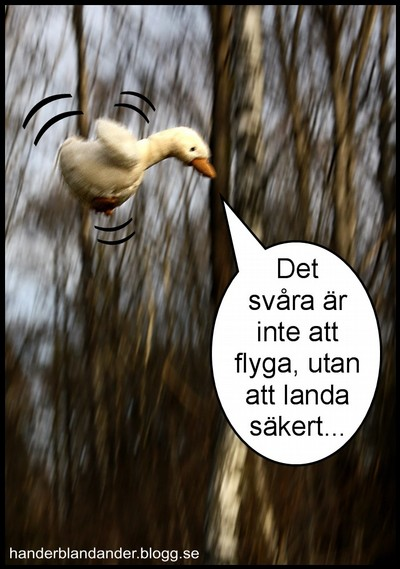 Det
svåra är
inte att
flyga, utan
att landa
säkert...
handerblandander.blogg.se